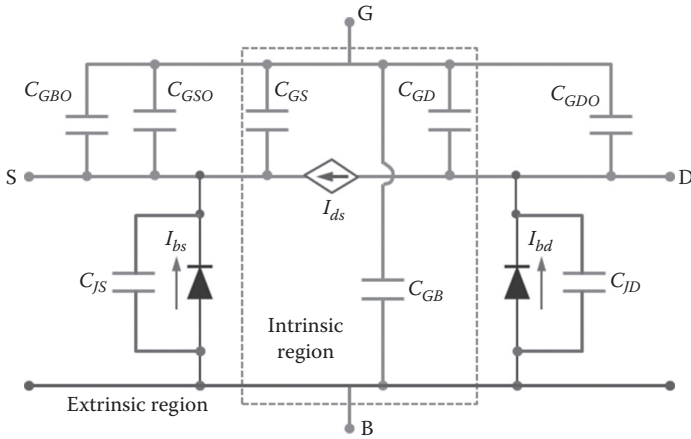 G
C_GBO
C_GSO
C_GS
C_GD
C_GDO
S
D
I_ds
I_bs
I_bd
C_JS
C_GB
C_JD
Intrinsic
region
Extrinsic region
B